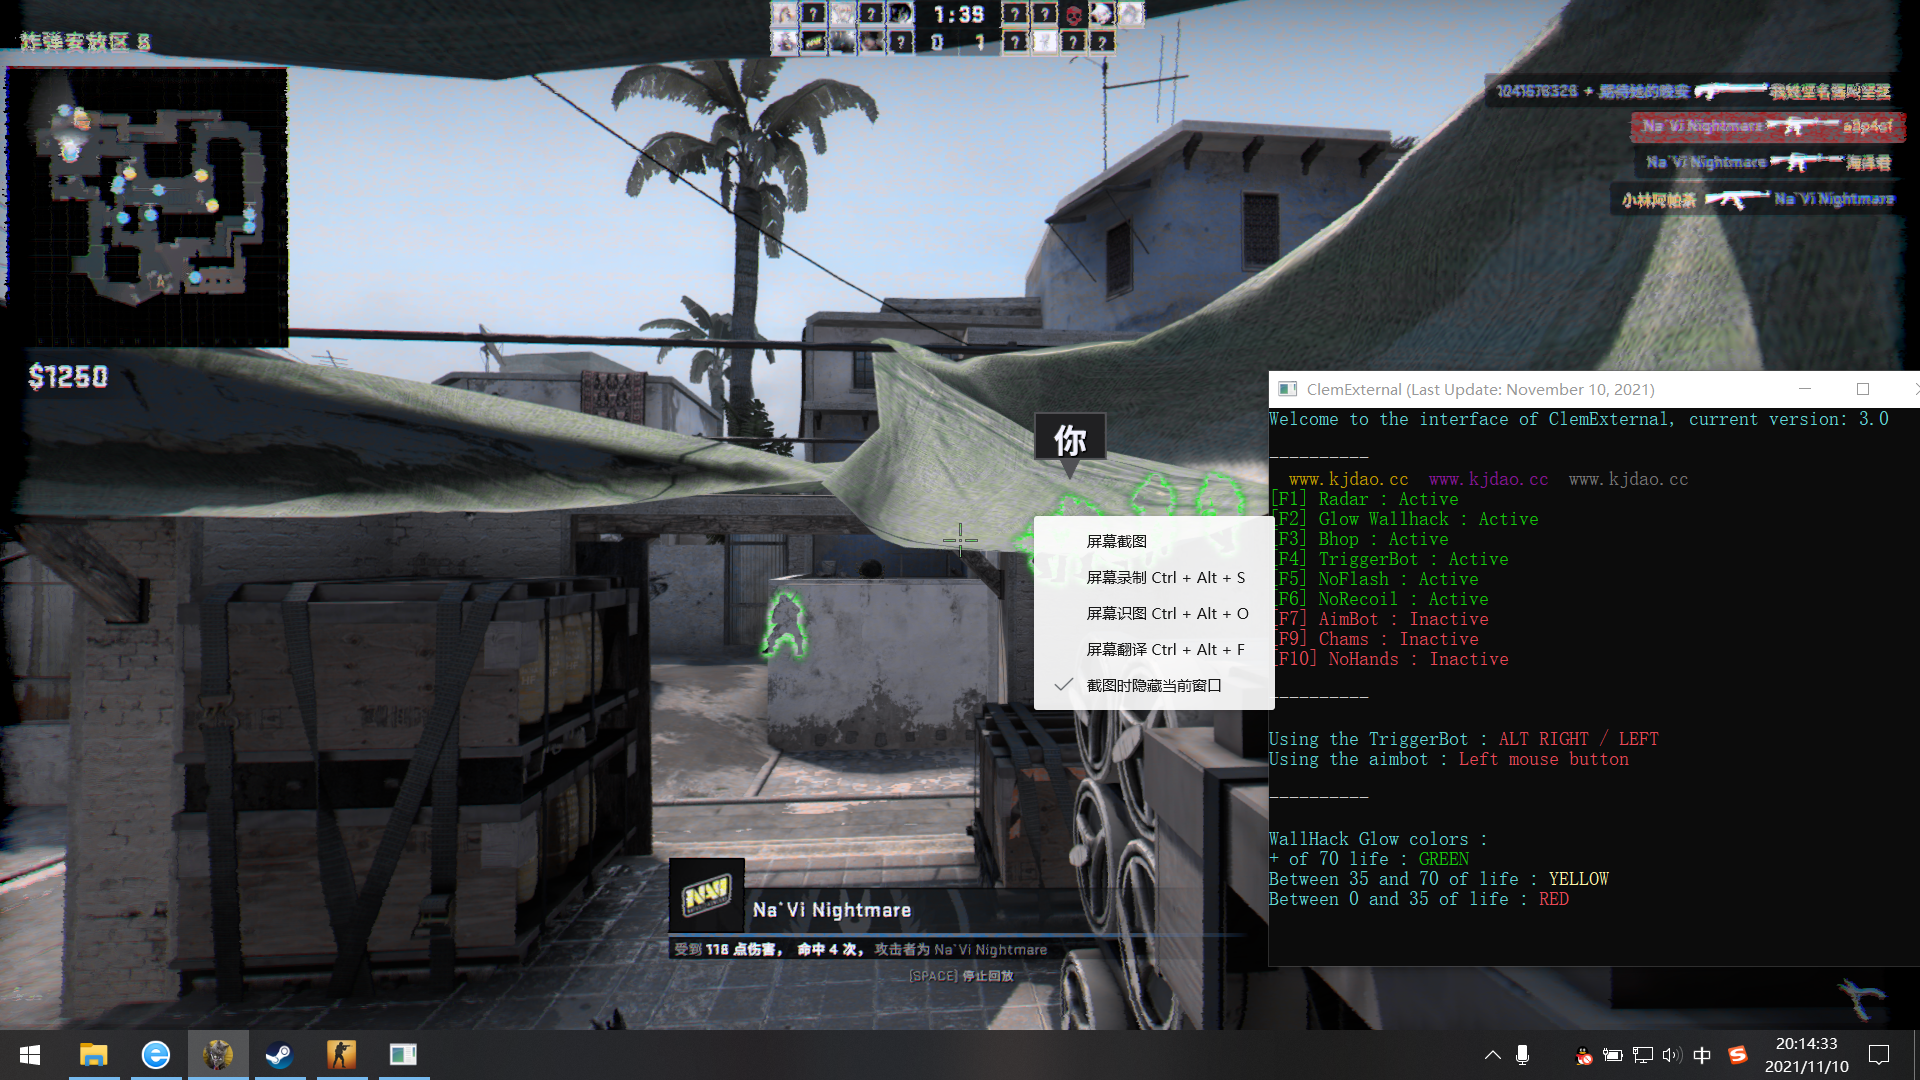 炸弹安放区 B
1:39
0 1
$1250
1041678328 +
Na`Vi Nightmare
Na`Vi Nightmare
小林阿帕茶 Na`Vi Nightmare
你
屏幕截图
屏幕录制 Ctrl + Alt + S
屏幕识图 Ctrl + Alt + O
屏幕翻译 Ctrl + Alt + F
截图时隐藏当前窗口
ClemExternal (Last Update: November 10, 2021)
Welcome to the interface of ClemExternal, current version: 3.0
----------
www.kjdao.cc www.kjdao.cc www.kjdao.cc
[F1] Radar : Active
[F2] Glow Wallhack : Active
[F3] Bhop : Active
[F4] TriggerBot : Active
[F5] NoFlash : Active
[F6] NoRecoil : Active
[F7] AimBot : Inactive
[F9] Chams : Inactive
[F10] NoHands : Inactive
----------
Using the TriggerBot : ALT RIGHT / LEFT
Using the aimbot : Left mouse button
----------
WallHack Glow colors :
+ of 70 life : GREEN
Between 35 and 70 of life : YELLOW
Between 0 and 35 of life : RED
NAVI
Na`Vi Nightmare
受到 118 点伤害， 命中 4 次， 攻击者为 Na`Vi Nightmare
[SPACE] 停止回放
中
20:14:33
2021/11/10